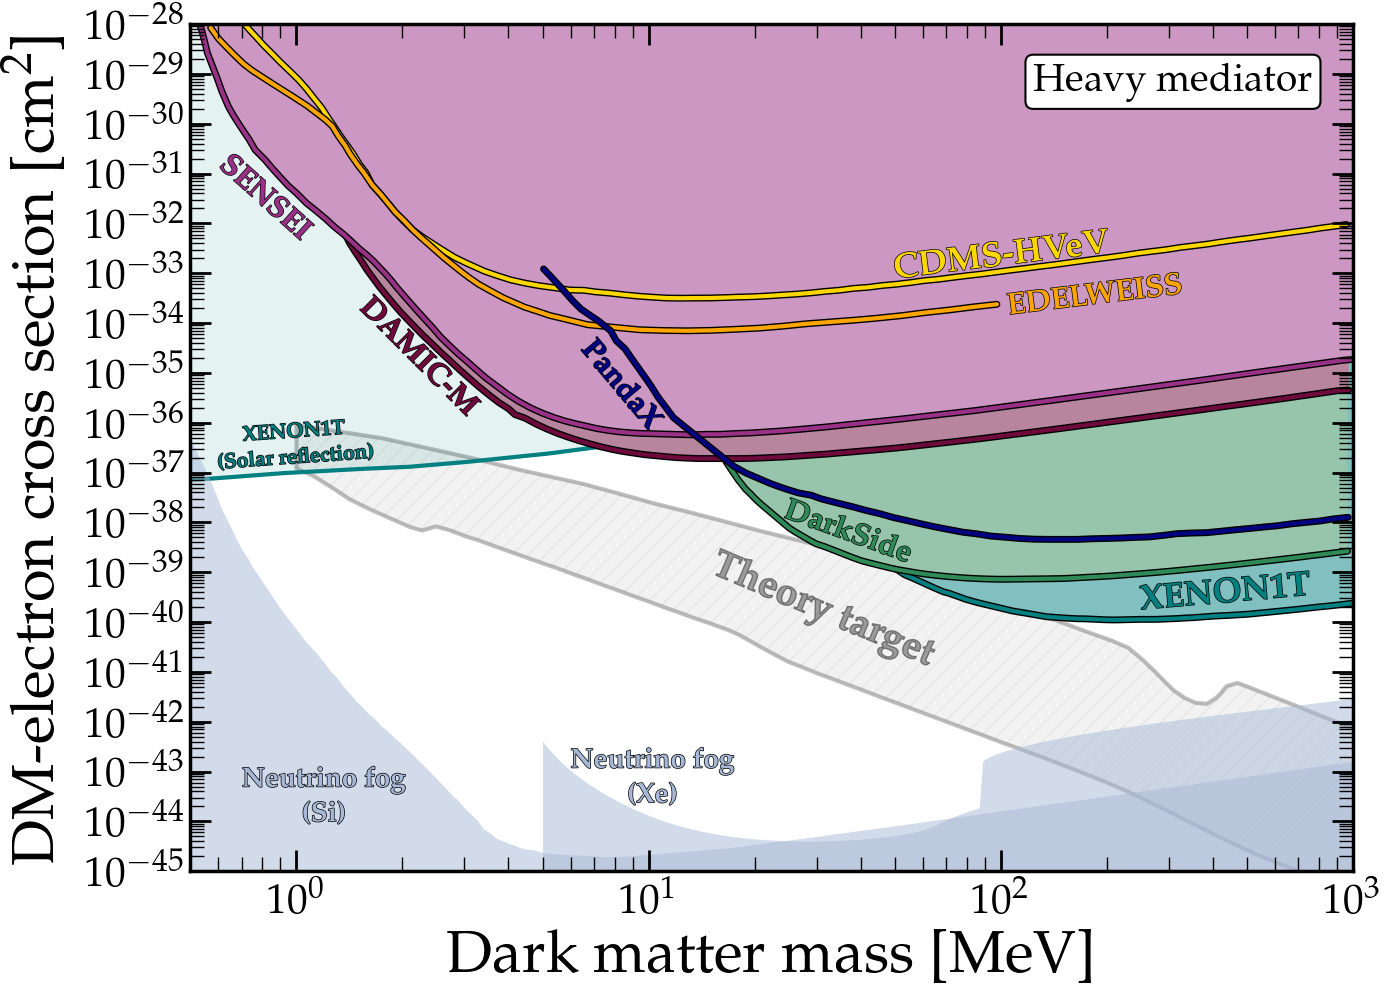 10⁻²⁸
10⁻²⁹
10⁻³⁰
10⁻³¹
10⁻³²
10⁻³³
10⁻³⁴
10⁻³⁵
10⁻³⁶
10⁻³⁷
10⁻³⁸
10⁻³⁹
10⁻⁴⁰
10⁻⁴¹
10⁻⁴²
10⁻⁴³
10⁻⁴⁴
10⁻⁴⁵
DM-electron cross section [cm²]
Heavy mediator
SENSEI
CDMS-HVeV
EDELWEISS
DAMIC-M
PandaX
XENON1T
(Solar reflection)
DarkSide
XENON1T
Theory target
Neutrino fog
(Si)
Neutrino fog
(Xe)
10⁰
10¹
10²
10³
Dark matter mass [MeV]